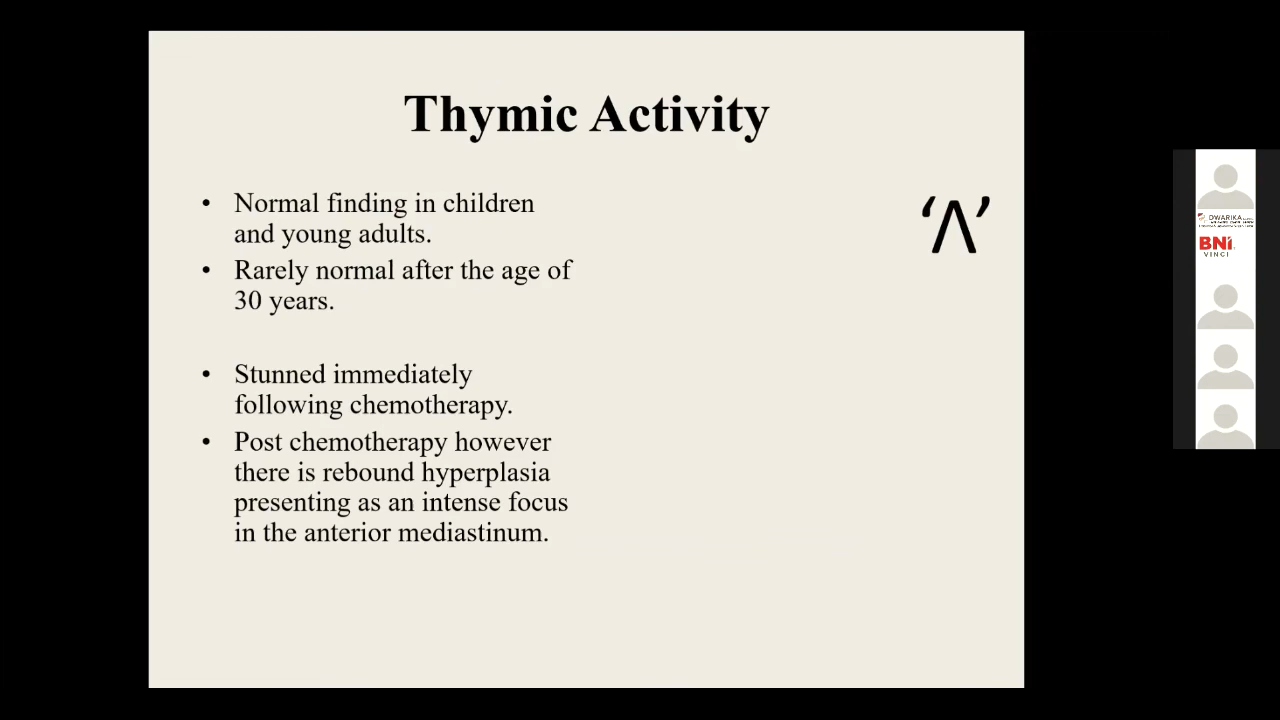 Thymic Activity
• Normal finding in children
and young adults.
• Rarely normal after the age of
30 years.
• Stunned immediately
following chemotherapy.
• Post chemotherapy however
there is rebound hyperplasia
presenting as an intense focus
in the anterior mediastinum.
‘Λ’
DWARIKA
BNI
VINCI